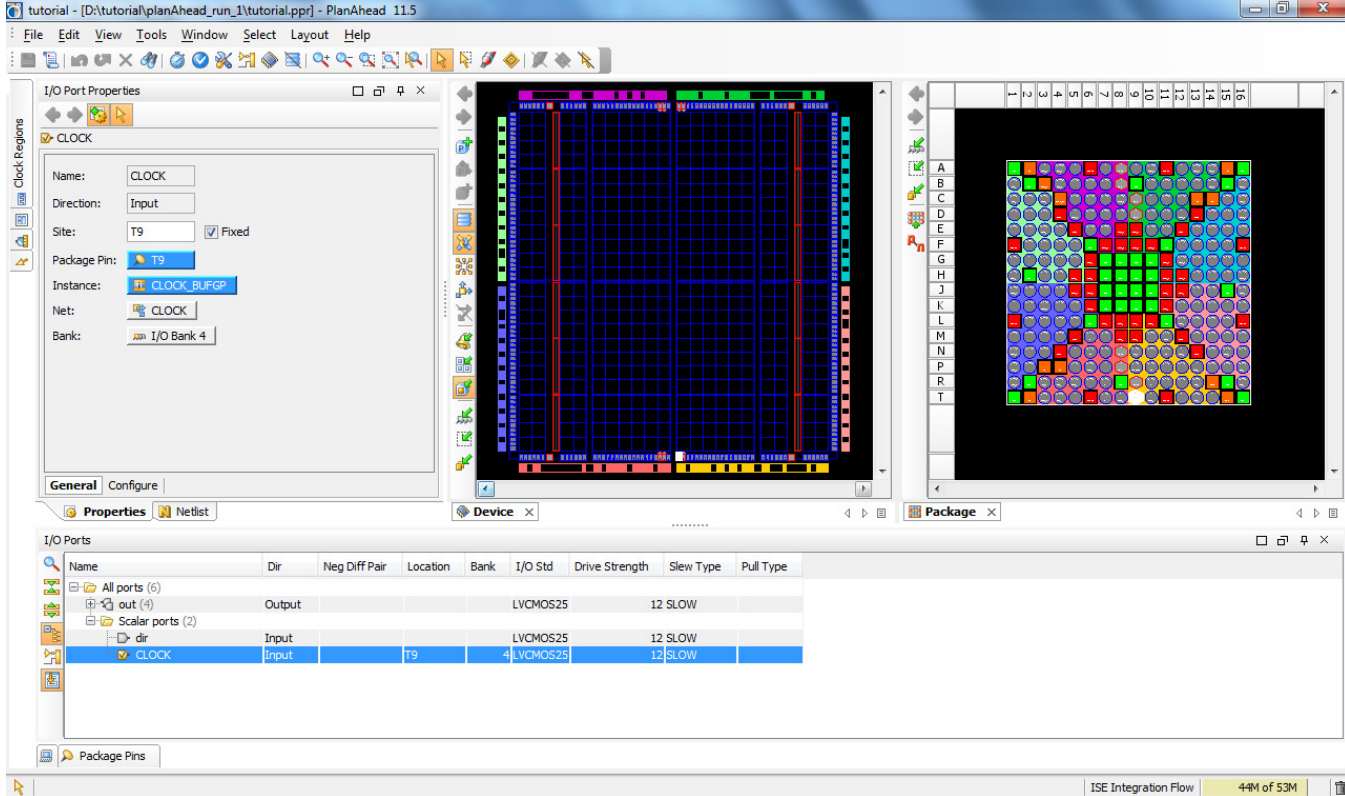 tutorial - [D:\tutorial\planAhead_run_1\tutorial.ppr] - PlanAhead 11.5
File Edit View Tools Window Select Layout Help
I/O Port Properties
CLOCK
Name: CLOCK
Direction: Input
Site: T9 Fixed
Package Pin: T9
Instance: CLOCK_BUFGP
Net: CLOCK
Bank: I/O Bank 4
General Configure
Properties Netlist
Clock Regions
Device
1 2 3 4 5 6 7 8 9 10 11 12 13 14 15 16
A
B
C
D
E
F
G
H
J
K
L
M
N
P
R
T
Package
I/O Ports
Name Dir Neg Diff Pair Location Bank I/O Std Drive Strength Slew Type Pull Type
All ports (6)
out (4) Output LVCMOS25 12 SLOW
Scalar ports (2)
dir Input LVCMOS25 12 SLOW
CLOCK Input T9 4 LVCMOS25 12 SLOW
Package Pins
ISE Integration Flow 44M of 53M